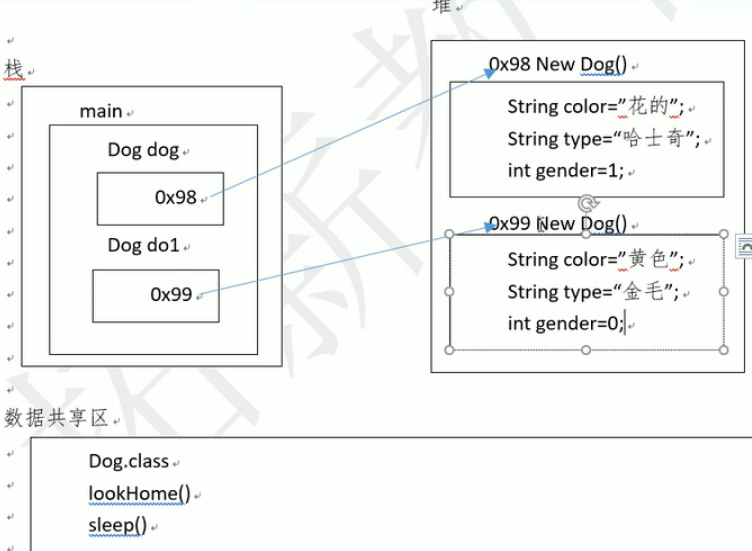 堆
栈
main
Dog dog
0x98
Dog do1
0x99
0x98 New Dog()
String color=”花的”;
String type=“哈士奇”;
int gender=1;
0x99 New Dog()
String color=”黄色”;
String type=“金毛”;
int gender=0;
数据共享区
Dog.class
lookHome()
sleep()